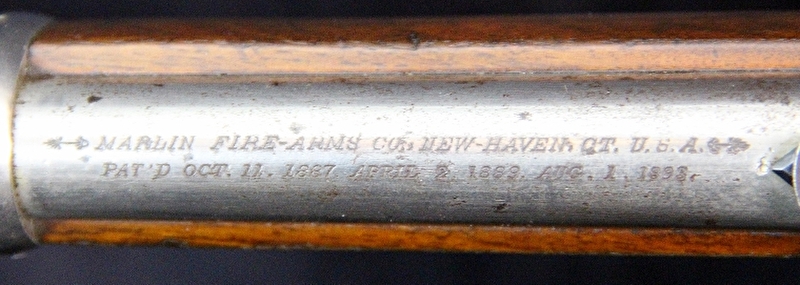 MARLIN FIRE-ARMS CO. NEW-HAVEN, CT. U.S.A.
PAT'D OCT. 11. 1887. APRIL 2. 1889. AUG. 1. 1893.